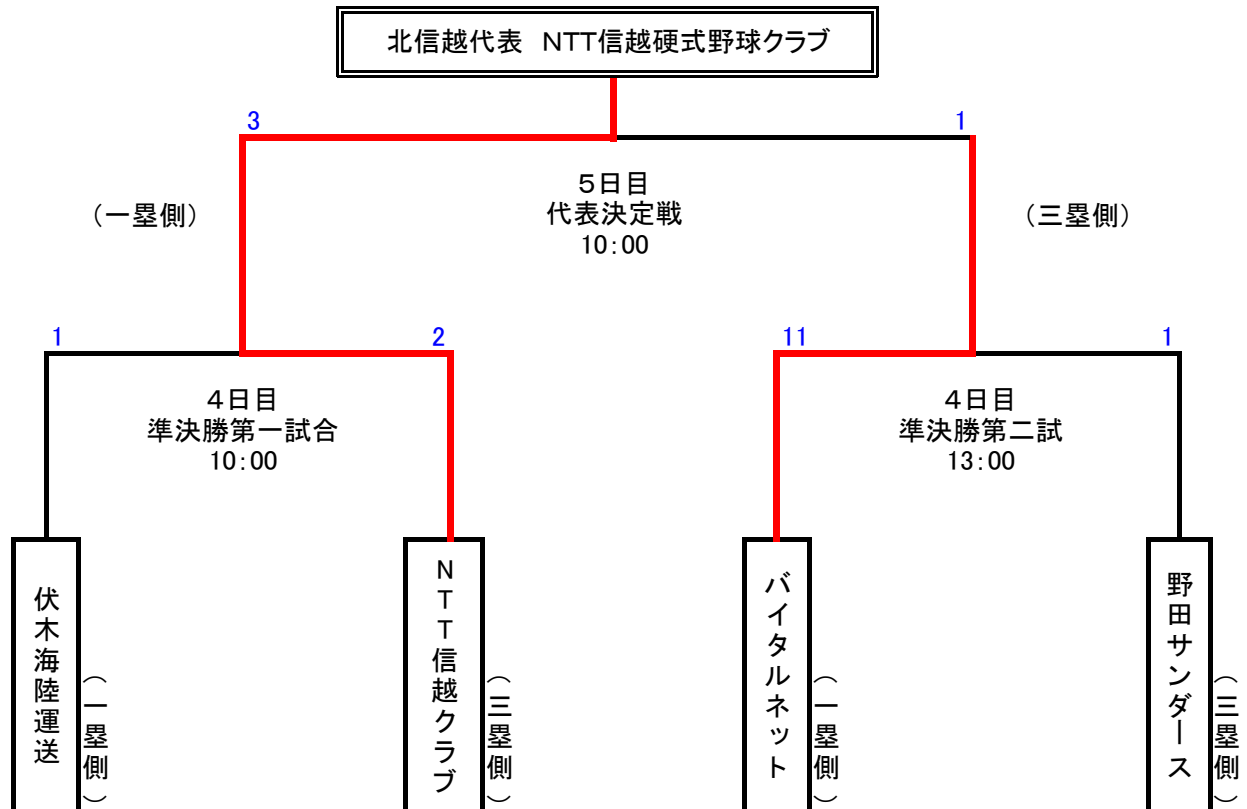 北信越代表 NTT信越硬式野球クラブ
3
1
(一塁側)
5日目
代表決定戦
10:00
(三塁側)
1
2
11
1
4日目
準決勝第一試合
10:00
4日目
準決勝第二試
13:00
伏木海陸運送
(一塁側)
NTT信越クラブ
(三塁側)
バイタルネット
(一塁側)
野田サンダース
(三塁側)